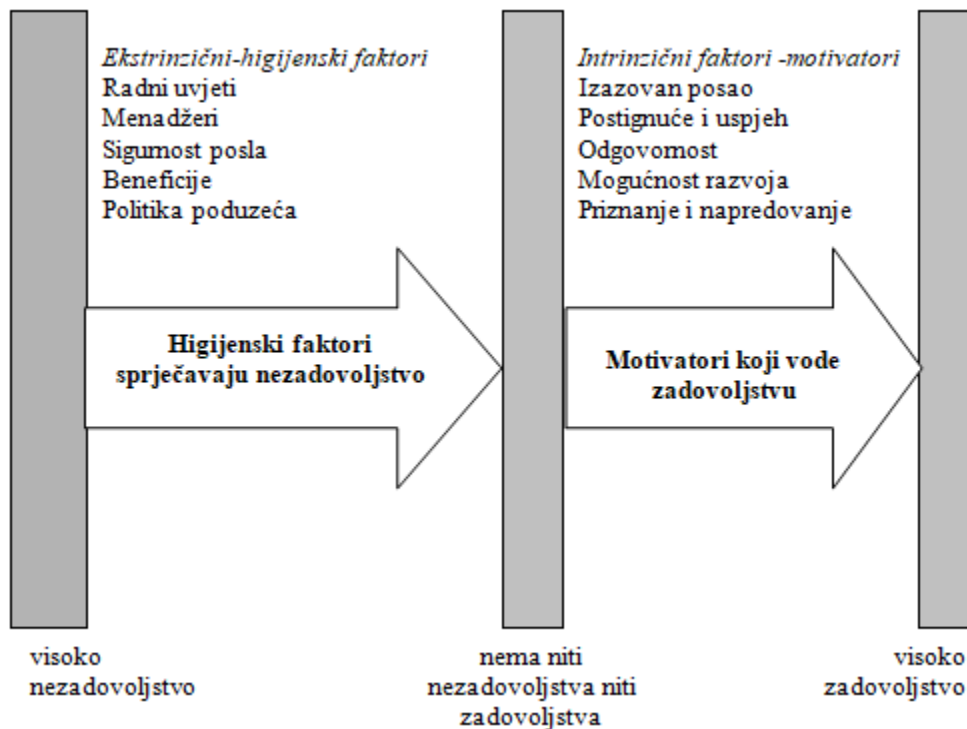 Ekstrinzični-higijenski faktori
Radni uvjeti
Menadžeri
Sigurnost posla
Beneficije
Politika poduzeća
Intrinzični faktori -motivatori
Izazovan posao
Postignuće i uspjeh
Odgovornost
Mogućnost razvoja
Priznanje i napredovanje
Higijenski faktori
sprječavaju nezadovoljstvo
Motivatori koji vode
zadovoljstvu
visoko
nezadovoljstvo
nema niti
nezadovoljstva niti
zadovoljstva
visoko
zadovoljstvo